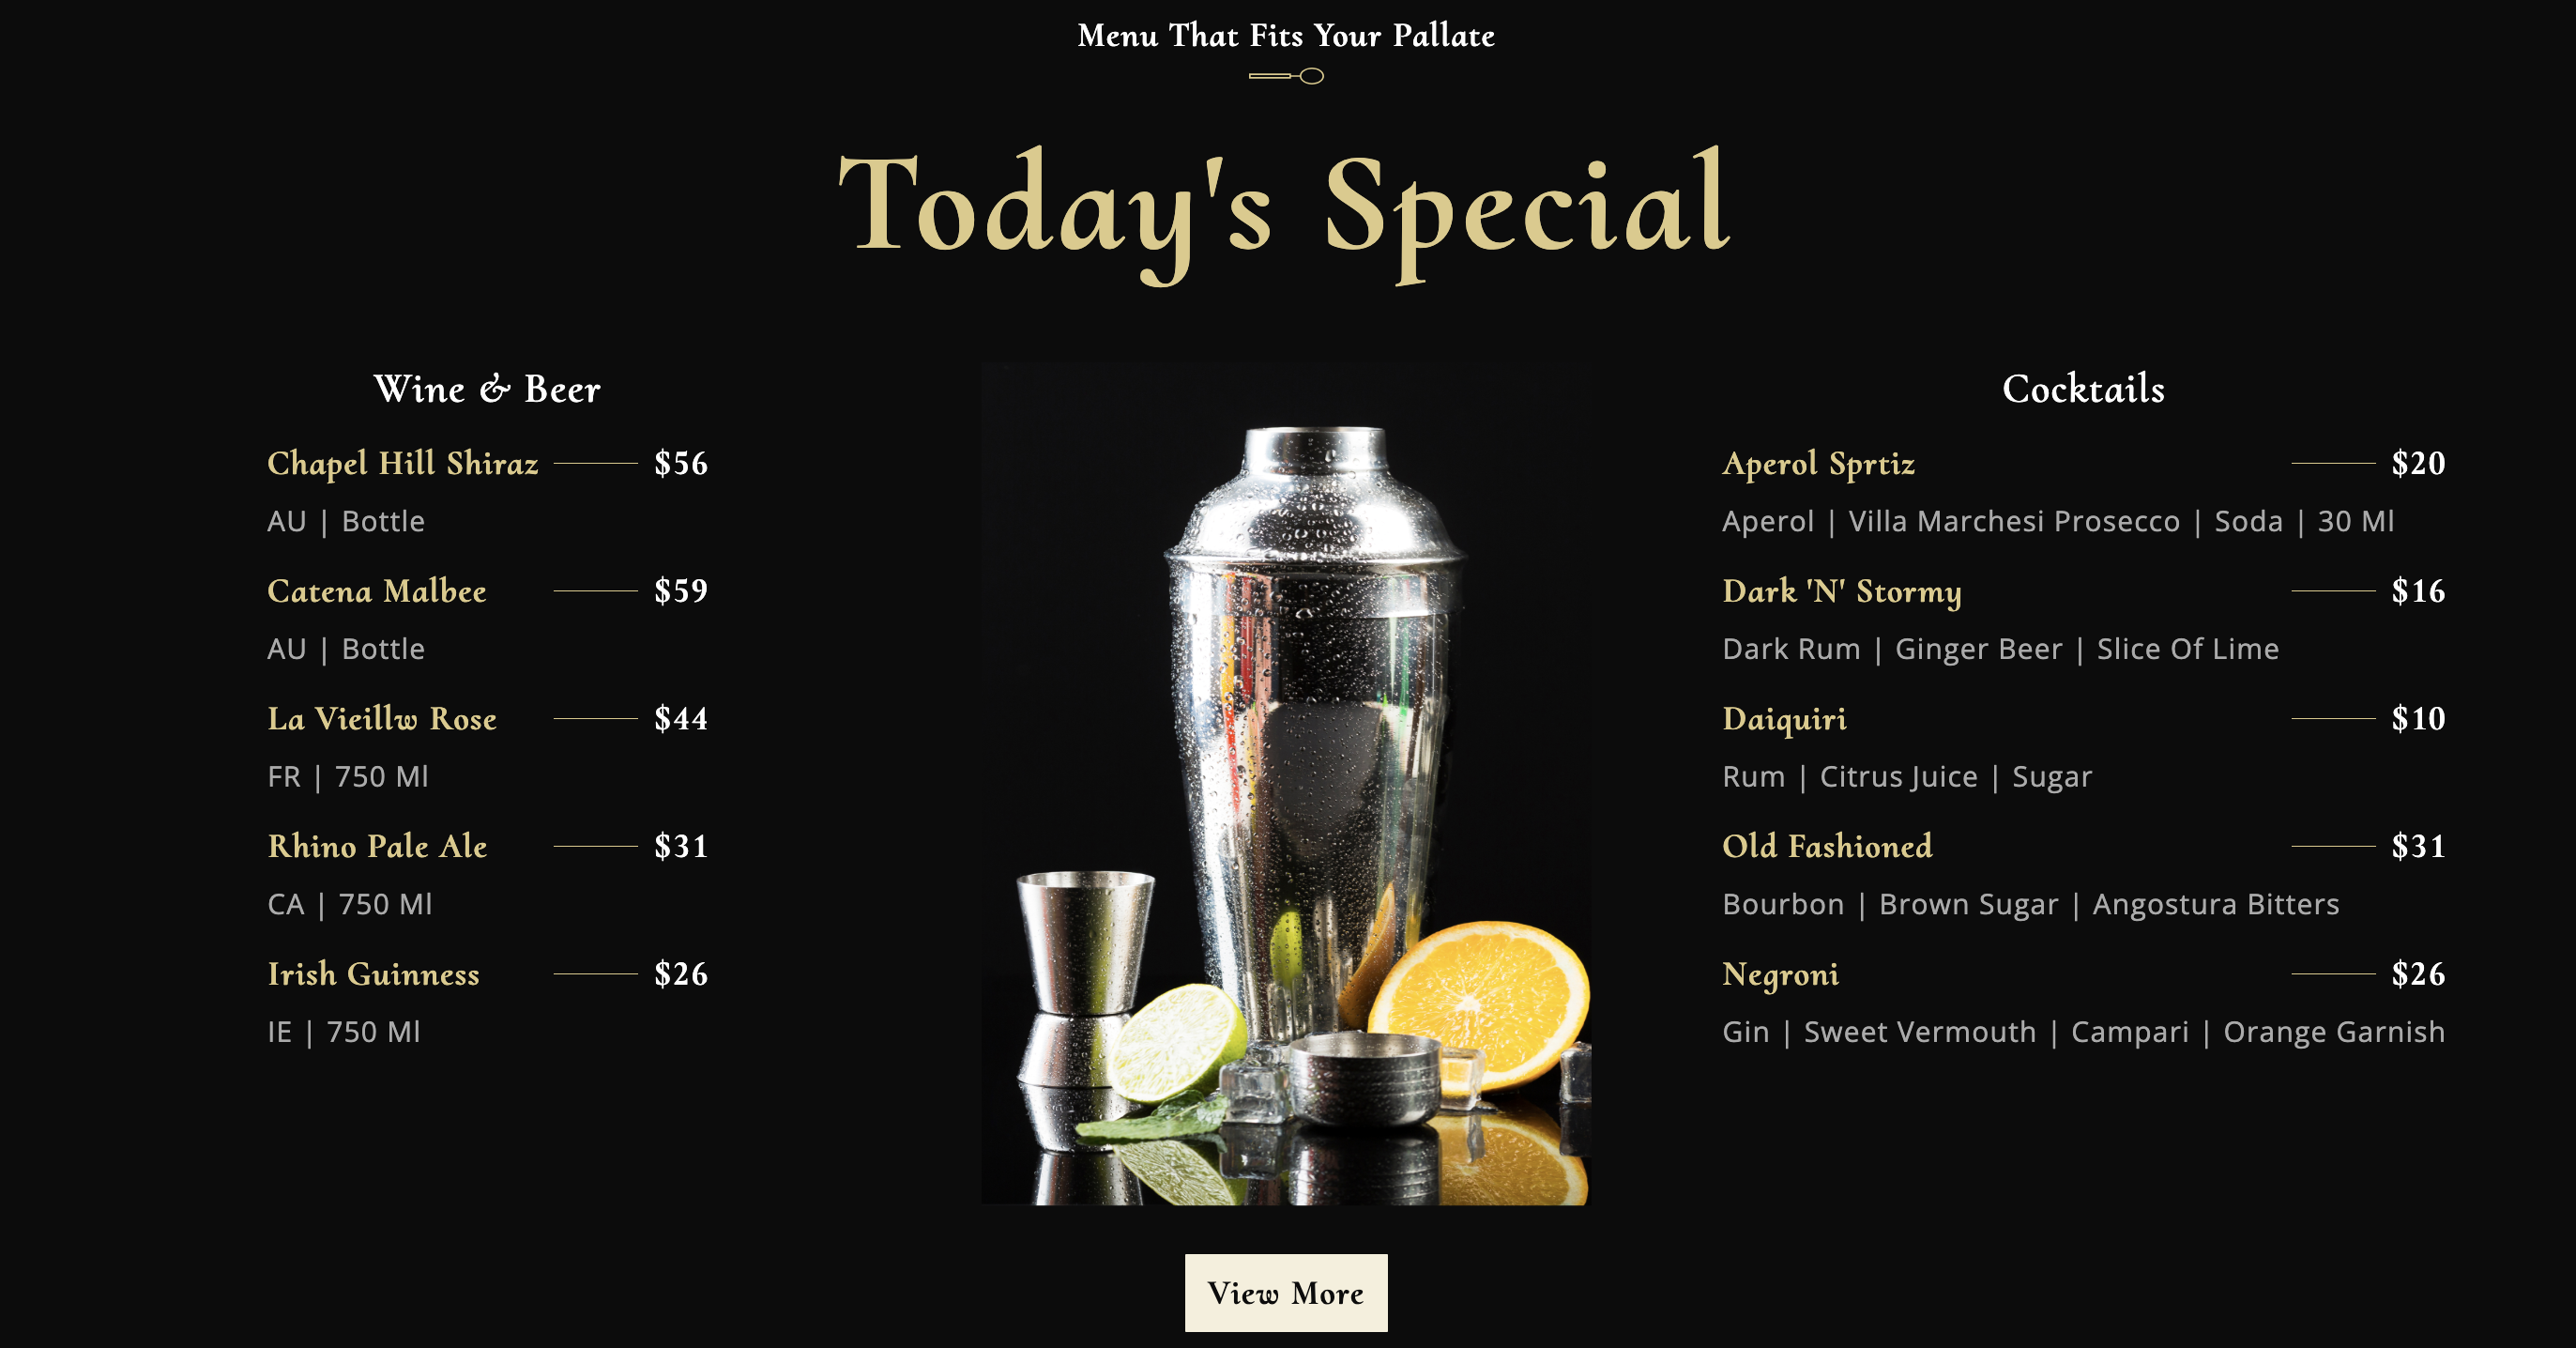 Menu That Fits Your Pallate
Today's Special
Wine & Beer
Chapel Hill Shiraz $56
AU | Bottle
Catena Malbee $59
AU | Bottle
La Vieillw Rose $44
FR | 750 Ml
Rhino Pale Ale $31
CA | 750 Ml
Irish Guinness $26
IE | 750 Ml
Cocktails
Aperol Sprtiz $20
Aperol | Villa Marchesi Prosecco | Soda | 30 Ml
Dark 'N' Stormy $16
Dark Rum | Ginger Beer | Slice Of Lime
Daiquiri $10
Rum | Citrus Juice | Sugar
Old Fashioned $31
Bourbon | Brown Sugar | Angostura Bitters
Negroni $26
Gin | Sweet Vermouth | Campari | Orange Garnish
View More